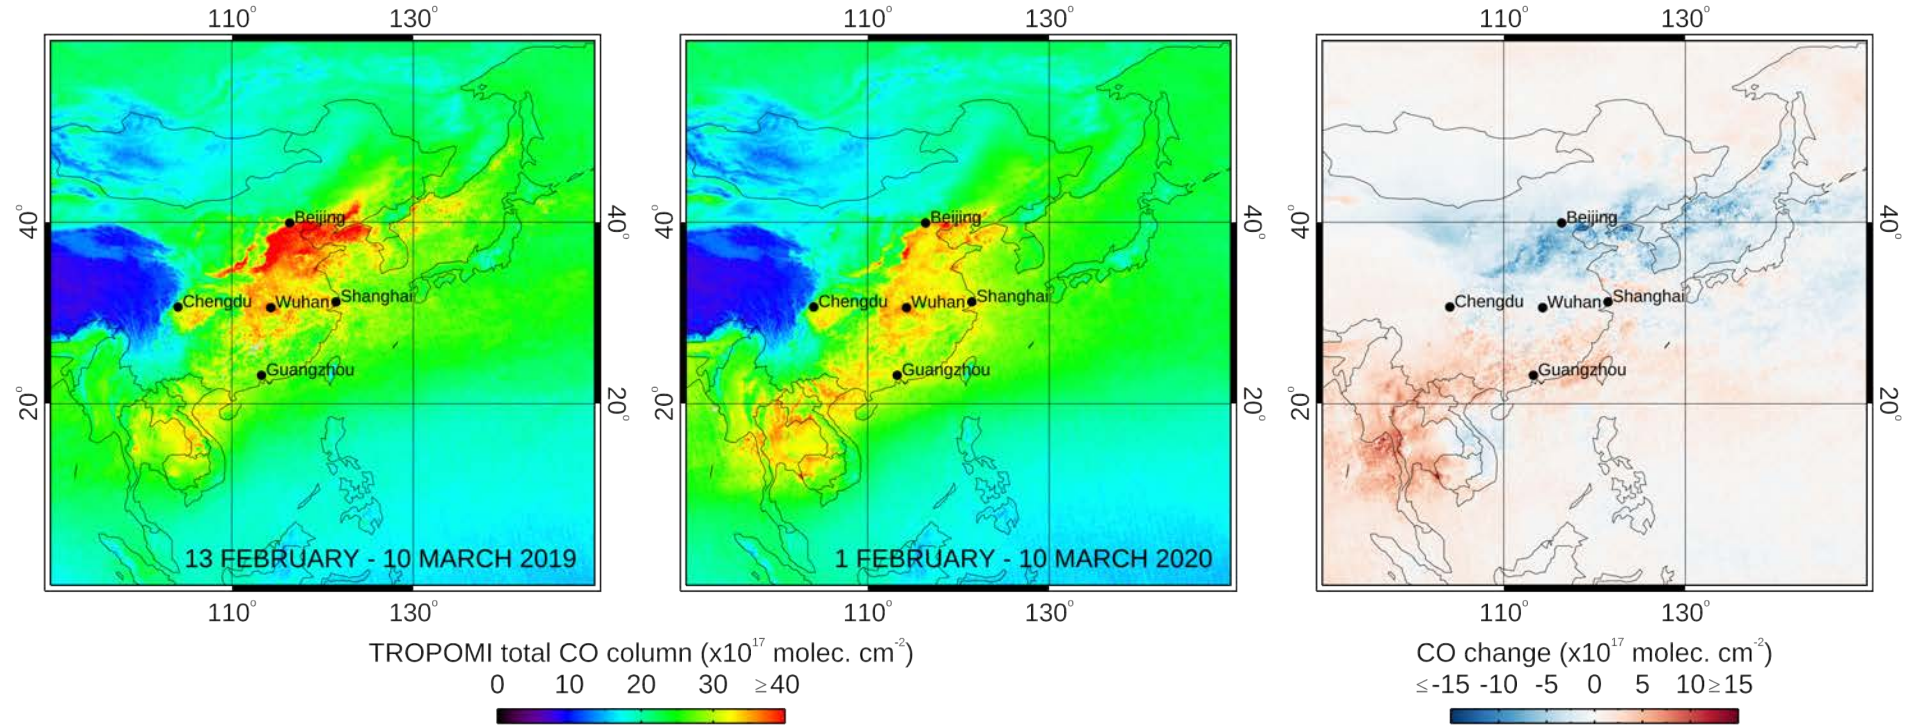 110° 130° 110° 130° 110° 130°
40° 40° 40° 40° 40° 40°
Beijing Beijing Beijing
Chengdu Wuhan Shanghai Chengdu Wuhan Shanghai Chengdu Wuhan Shanghai
Guangzhou Guangzhou Guangzhou
20° 20° 20° 20° 20° 20°
13 FEBRUARY - 10 MARCH 2019 1 FEBRUARY - 10 MARCH 2020
110° 130° 110° 130° 110° 130°
TROPOMI total CO column (x10¹⁷ molec. cm⁻²) CO change (x10¹⁷ molec. cm⁻²)
0 10 20 30 ≥40 ≤-15 -10 -5 0 5 10 ≥15